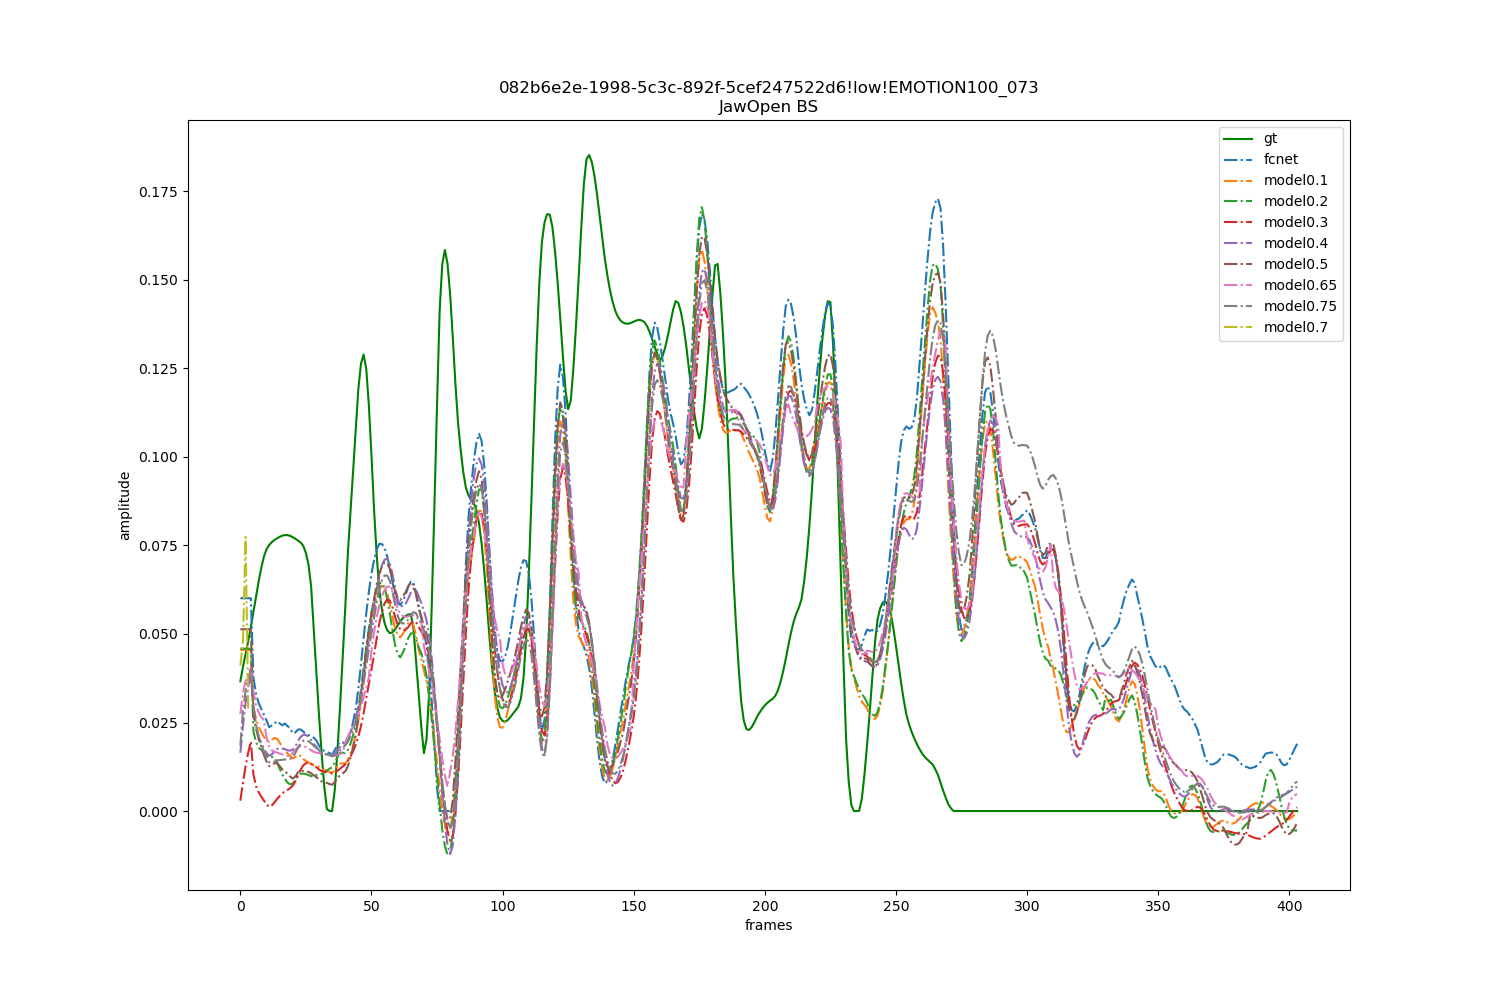 082b6e2e-1998-5c3c-892f-5cef247522d6!low!EMOTION100_073
JawOpen BS
gt
fcnet
model0.1
model0.2
model0.3
model0.4
model0.5
model0.65
model0.75
model0.7
amplitude
0.175
0.150
0.125
0.100
0.075
0.050
0.025
0.000
0 50 100 150 200 250 300 350 400
frames